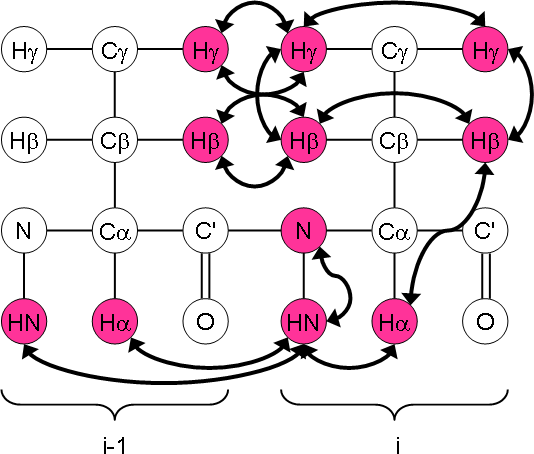 Hγ Cγ Hγ Hγ Cγ Hγ
Hβ Cβ Hβ Hβ Cβ Hβ
N Cα C' N Cα C'
HN Hα O HN Hα O
i-1 i